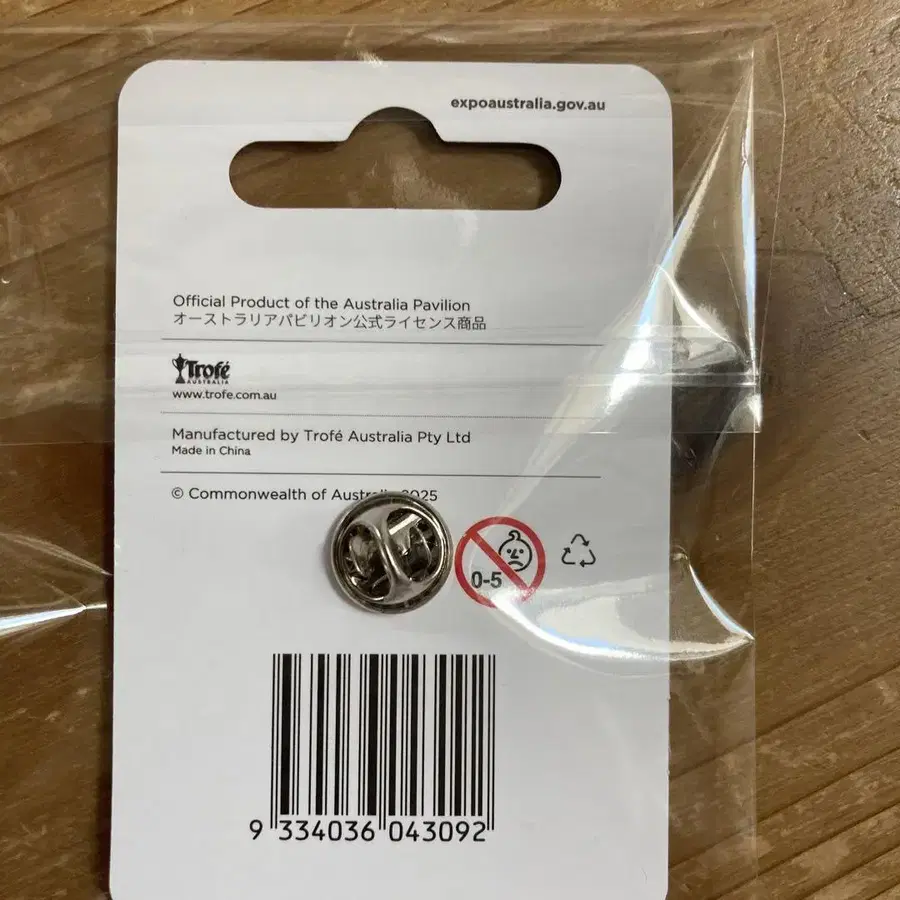 expoaustralia.gov.au
Official Product of the Australia Pavilion
オーストラリアパビリオン公式ライセンス商品
Trofé
AUSTRALIA
www.trofe.com.au
Manufactured by Trofé Australia Pty Ltd
Made in China
© Commonwealth of Australia 2025
0-5
9 334036 043092